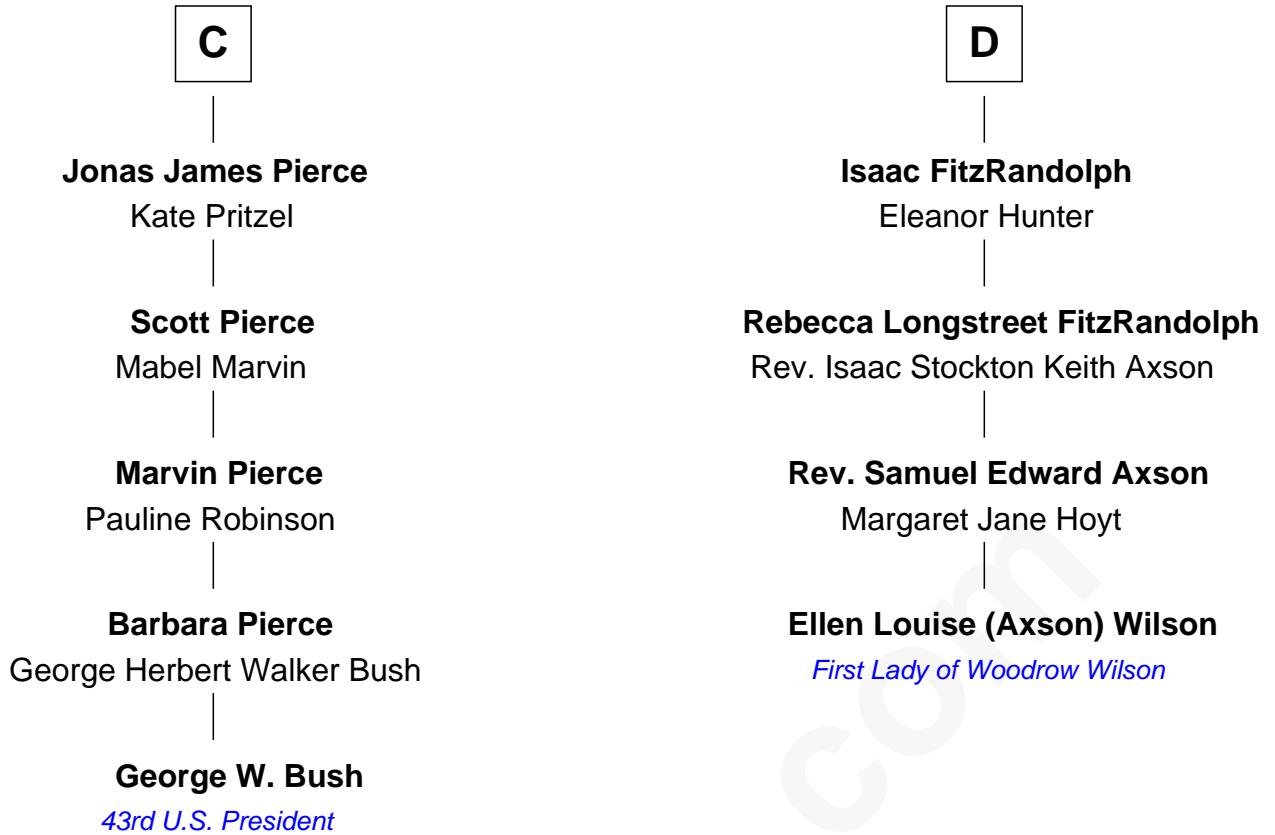 C
Jonas James Pierce
Kate Pritzel
Scott Pierce
Mabel Marvin
Marvin Pierce
Pauline Robinson
Barbara Pierce
George Herbert Walker Bush
George W. Bush
43rd U.S. President
D
Isaac FitzRandolph
Eleanor Hunter
Rebecca Longstreet FitzRandolph
Rev. Isaac Stockton Keith Axson
Rev. Samuel Edward Axson
Margaret Jane Hoyt
Ellen Louise (Axson) Wilson
First Lady of Woodrow Wilson
com